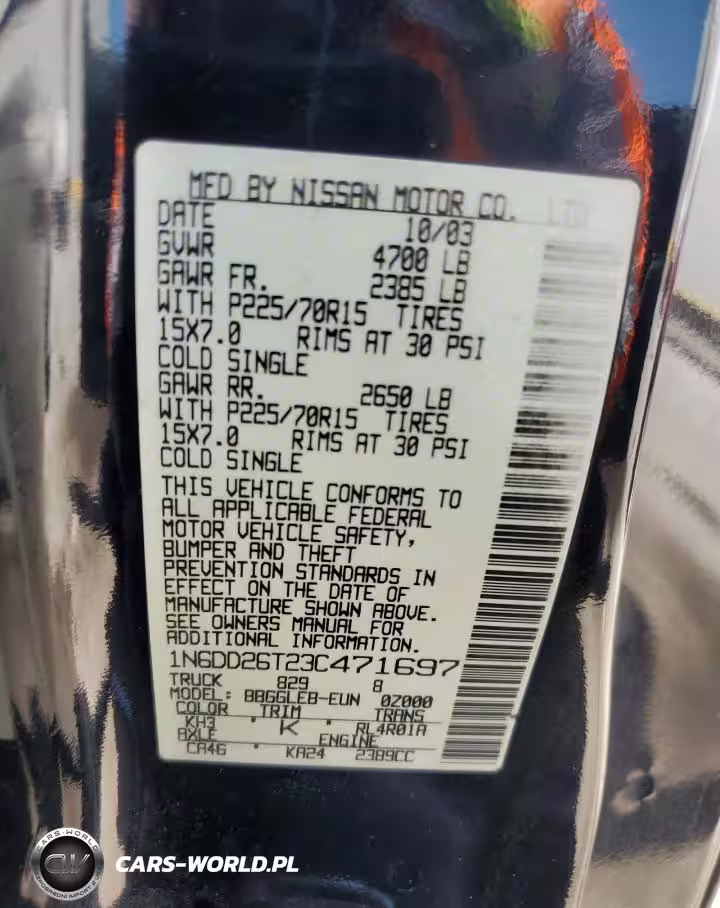 MFD BY NISSAN MOTOR CO. LTD
DATE 10/03
GVWR 4700 LB
GAWR FR. 2385 LB
WITH P225/70R15 TIRES
15X7.0 RIMS AT 30 PSI
COLD SINGLE
GAWR RR. 2650 LB
WITH P225/70R15 TIRES
15X7.0 RIMS AT 30 PSI
COLD SINGLE
THIS VEHICLE CONFORMS TO
ALL APPLICABLE FEDERAL
MOTOR VEHICLE SAFETY,
BUMPER AND THEFT
PREVENTION STANDARDS IN
EFFECT ON THE DATE OF
MANUFACTURE SHOWN ABOVE.
SEE OWNERS MANUAL FOR
ADDITIONAL INFORMATION.
1N6DD26T23C471697
TRUCK 829 8
MODEL: BBGGLEB-EUN 0Z000
COLOR TRIM TRANS
KH3 · K · RL4R01A
AXLE ENGINE
CA46 KA24 2389CC
CARS-WORLD
CW
CARS-WORLD.PL